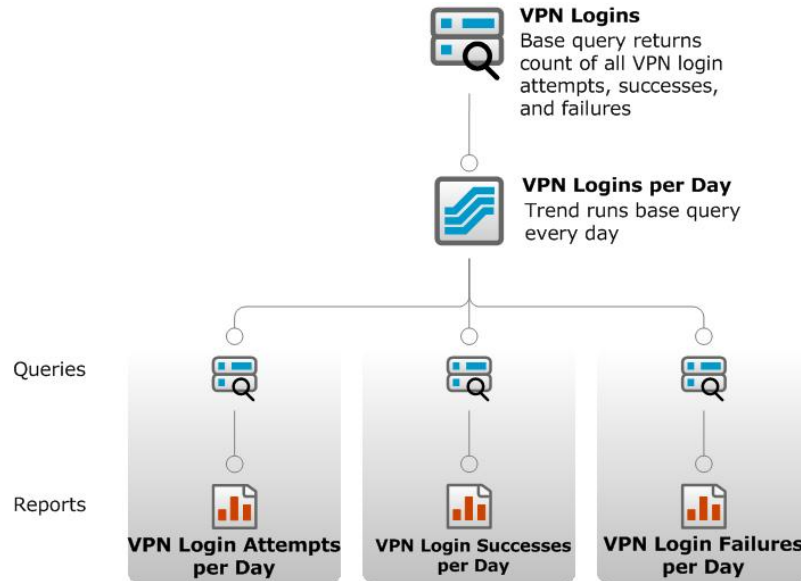 VPN Logins
Base query returns
count of all VPN login
attempts, successes,
and failures
VPN Logins per Day
Trend runs base query
every day
Queries
Reports
VPN Login Attempts
per Day
VPN Login Successes
per Day
VPN Login Failures
per Day